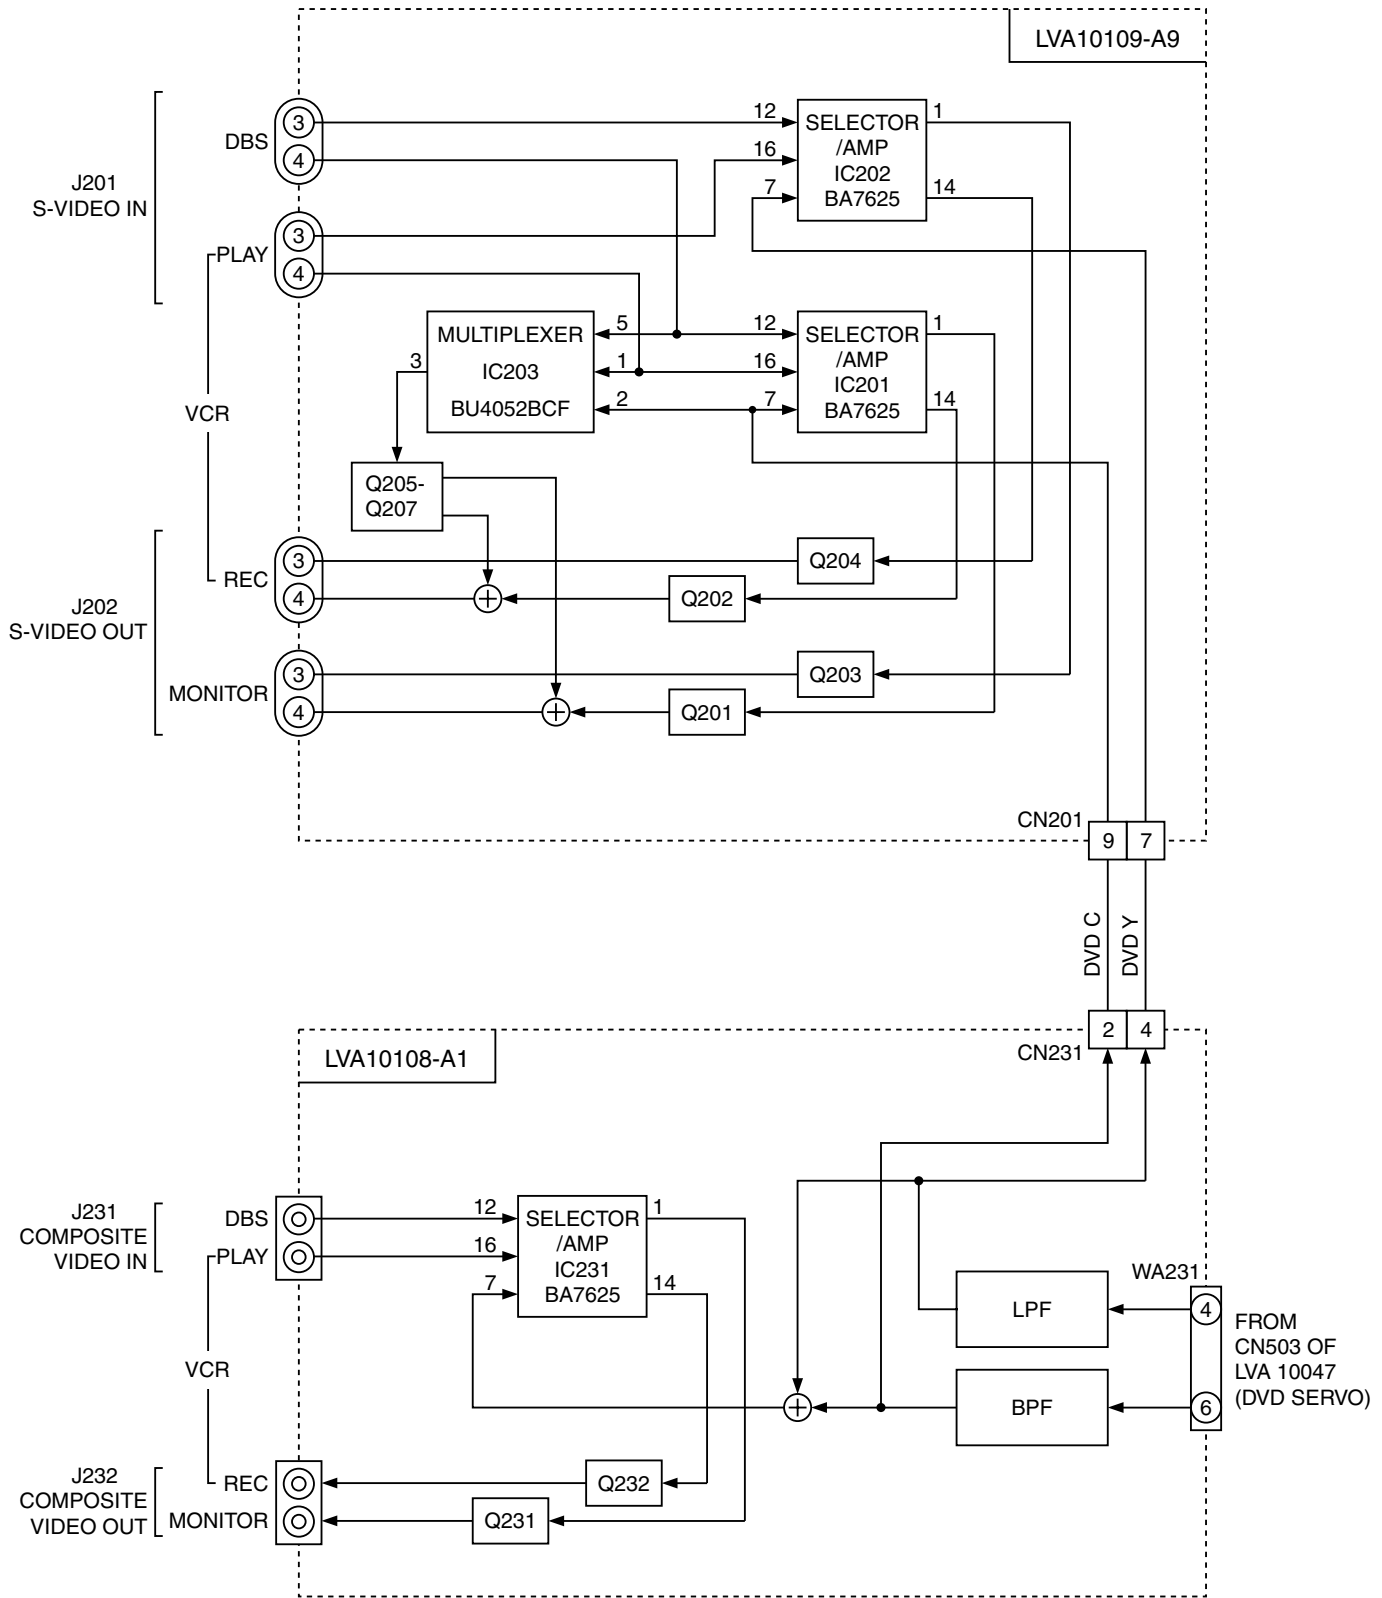 LVA10109-A9
J201
S-VIDEO IN
DBS
3
4
PLAY
3
4
VCR
12
16
7
SELECTOR
/AMP
IC202
BA7625
1
14
MULTIPLEXER
IC203
BU4052BCF
5
1
2
3
12
16
7
SELECTOR
/AMP
IC201
BA7625
1
14
Q205-
Q207
J202
S-VIDEO OUT
REC
3
4
MONITOR
3
4
Q204
Q202
Q203
Q201
CN201
9
7
DVD C
DVD Y
2
4
CN231
LVA10108-A1
J231
COMPOSITE
VIDEO IN
DBS
PLAY
VCR
12
16
7
SELECTOR
/AMP
IC231
BA7625
1
14
WA231
LPF
4
BPF
6
FROM
CN503 OF
LVA 10047
(DVD SERVO)
J232
COMPOSITE
VIDEO OUT
REC
MONITOR
Q232
Q231